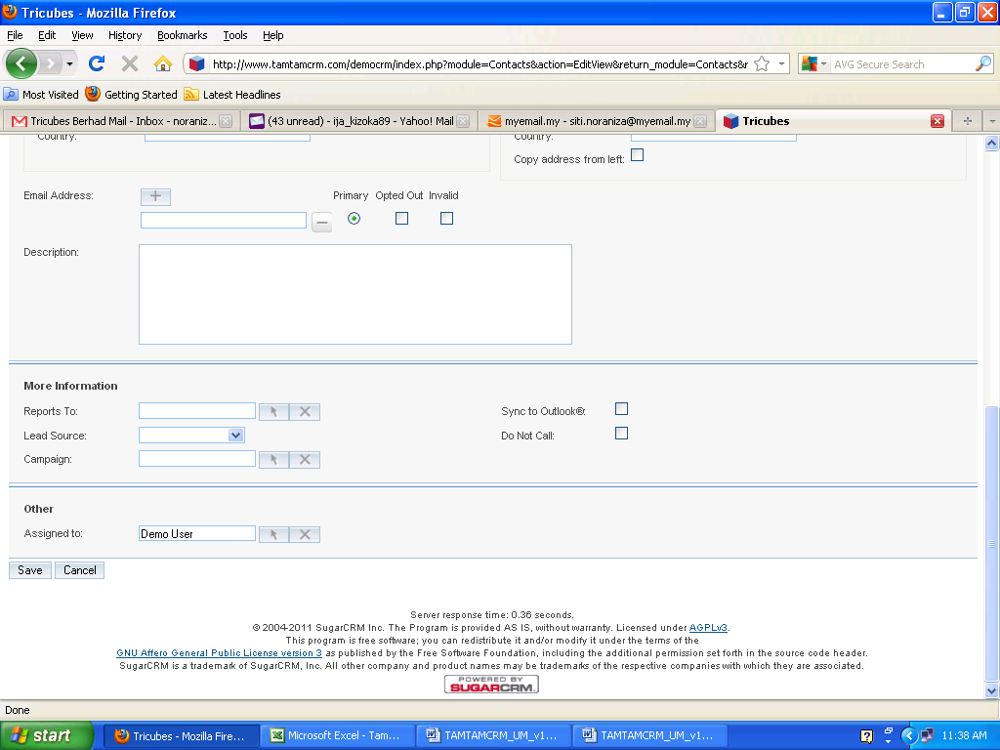 Tricubes - Mozilla Firefox
File Edit View History Bookmarks Tools Help
http://www.tamtamcrm.com/democrm/index.php?module=Contacts&action=EditView&return_module=Contacts&r
AVG Secure Search
Most Visited Getting Started Latest Headlines
Tricubes Berhad Mail - Inbox - noraniz... (43 unread) - ija_kizoka89 - Yahoo! Mail myemail.my - siti.noraniza@myemail.my Tricubes
Country: Country:
Copy address from left:
Email Address: Primary Opted Out Invalid
Description:
More Information
Reports To: Sync to Outlook®:
Lead Source: Do Not Call:
Campaign:
Other
Assigned to: Demo User
Save Cancel
Server response time: 0.36 seconds.
© 2004-2011 SugarCRM Inc. The Program is provided AS IS, without warranty. Licensed under AGPLv3.
This program is free software; you can redistribute it and/or modify it under the terms of the
GNU Affero General Public License version 3 as published by the Free Software Foundation, including the additional permission set forth in the source code header.
SugarCRM is a trademark of SugarCRM, Inc. All other company and product names may be trademarks of the respective companies with which they are associated.
POWERED BY
SUGARCRM.
Done
start Tricubes - Mozilla Fire... Microsoft Excel - Tam... TAMTAMCRM_UM_v1... TAMTAMCRM_UM_v1... 11:38 AM